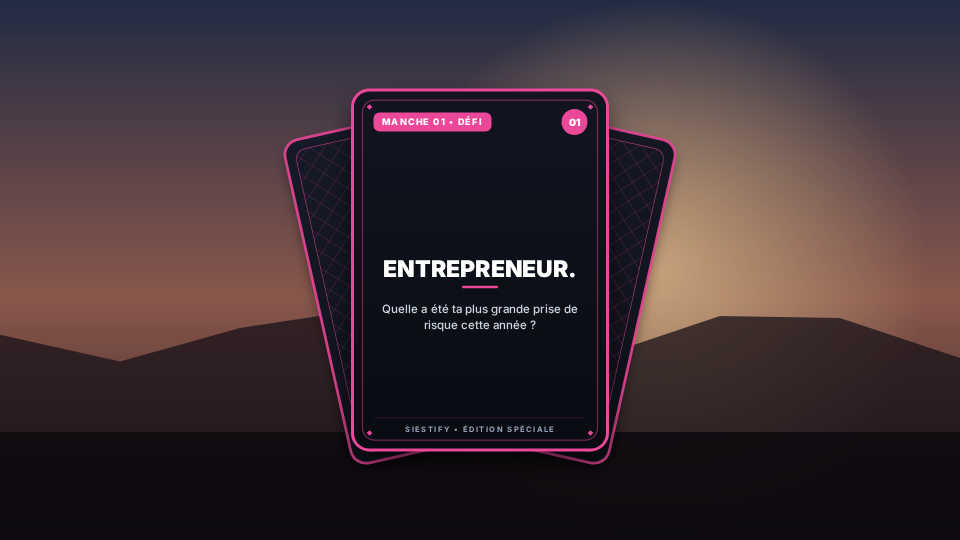 MANCHE 01 • DÉFI
01
ENTREPRENEUR.
Quelle a été ta plus grande prise de
risque cette année ?
SIESTIFY • ÉDITION SPÉCIALE